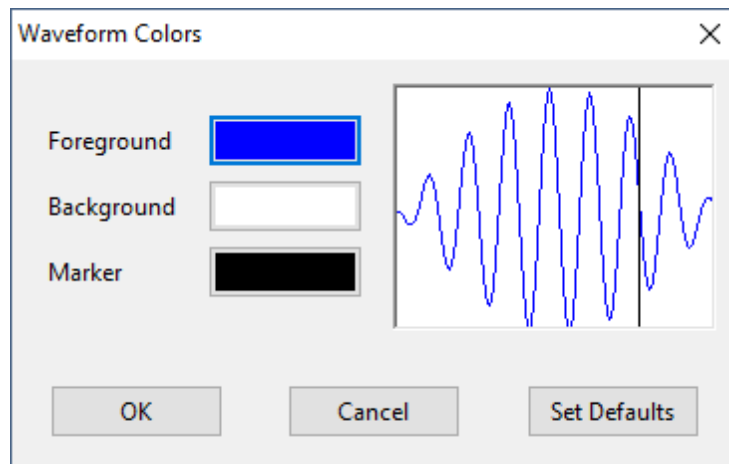 Waveform Colors
Foreground
Background
Marker
OK
Cancel
Set Defaults